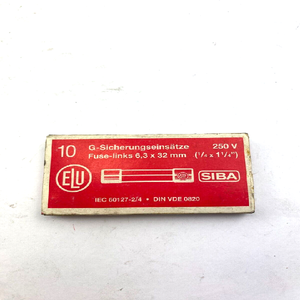 10 G-Sicherungseinsätze 250 V
Fuse-links 6,3 x 32 mm (¹/₄ x 1¹/₄")
ELU SIBA
IEC 60127-2/4 • DIN VDE 0820